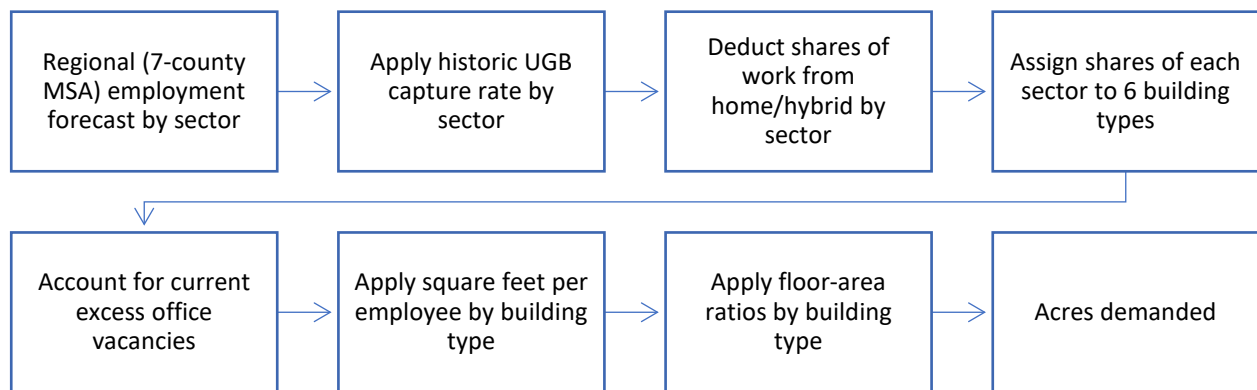 Regional (7-county
MSA) employment
forecast by sector
Apply historic UGB
capture rate by
sector
Deduct shares of
work from
home/hybrid by
sector
Assign shares of each
sector to 6 building
types
Account for current
excess office
vacancies
Apply square feet per
employee by building
type
Apply floor-area
ratios by building
type
Acres demanded